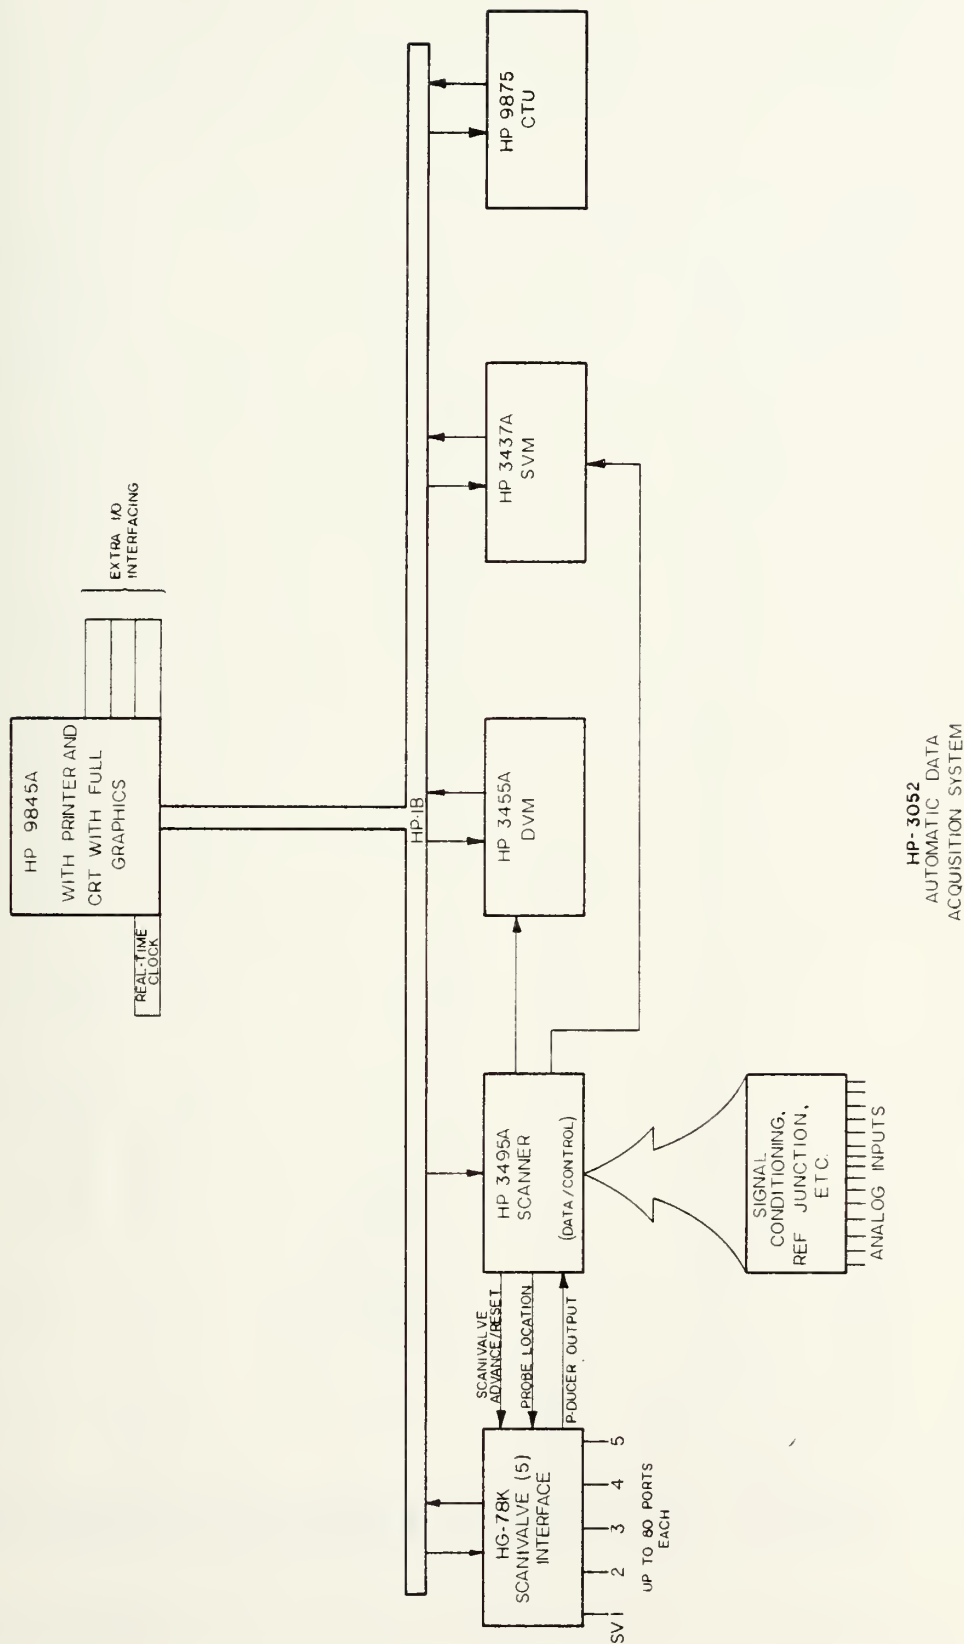 HP 9845A
WITH PRINTER AND
CRT WITH FULL
GRAPHICS
REAL-TIME
CLOCK
EXTRA I/O
INTERFACING
HP-IB
HG-78K
SCANIVALVE (5)
INTERFACE
SCANIVALVE
ADVANCE/RESET
PROBE LOCATION
P-DUCER OUTPUT
HP 3495A
SCANNER
(DATA/CONTROL)
HP 3455A
DVM
HP 3437A
SVM
HP 9875
CTU
SV 1
2
3
4
5
UP TO 80 PORTS
EACH
SIGNAL
CONDITIONING,
REF JUNCTION,
ETC.
ANALOG INPUTS
HP-3052
AUTOMATIC DATA
ACQUISITION SYSTEM